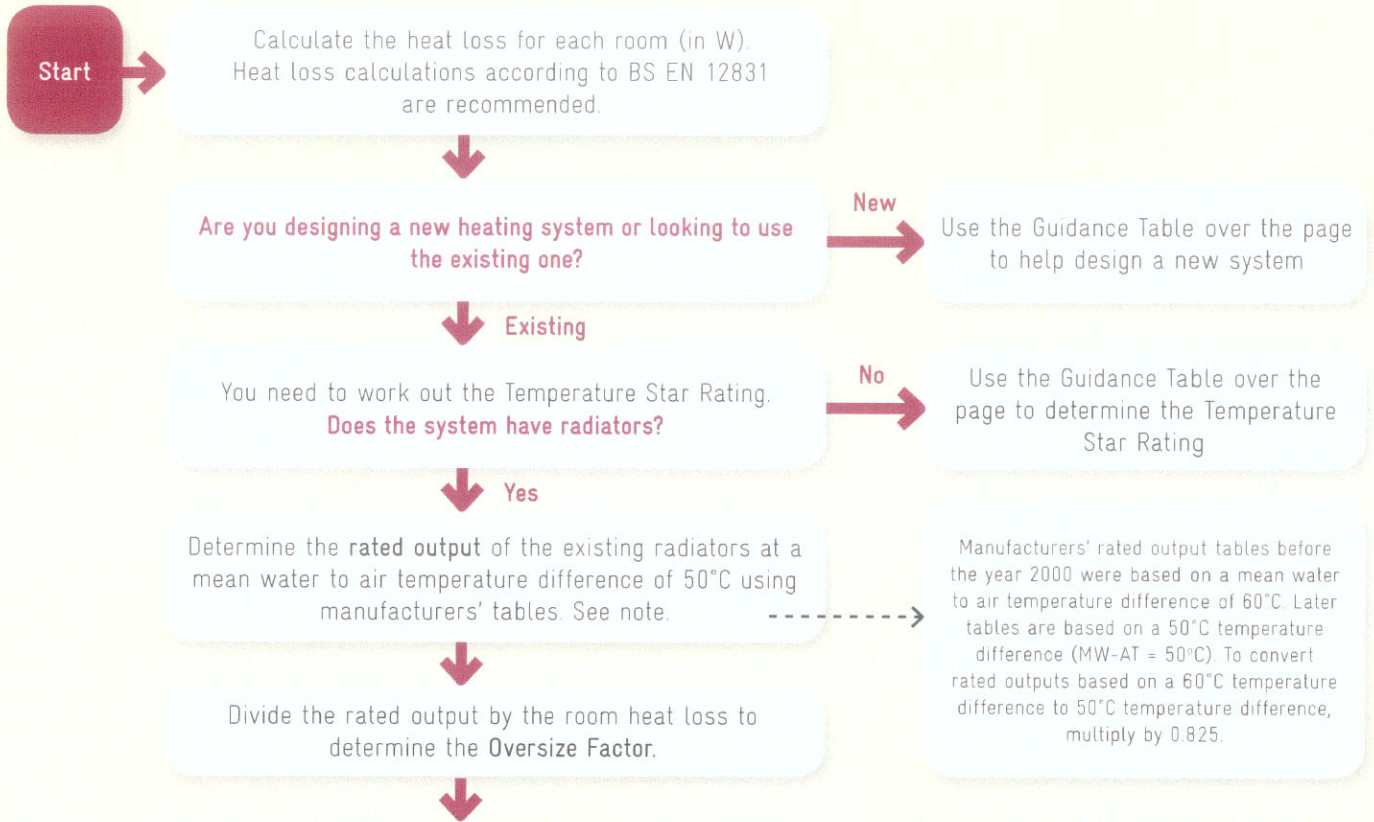 Start
Calculate the heat loss for each room (in W).
Heat loss calculations according to BS EN 12831
are recommended.
Are you designing a new heating system or looking to use
the existing one?
New
Use the Guidance Table over the page
to help design a new system
Existing
You need to work out the Temperature Star Rating.
Does the system have radiators?
No
Use the Guidance Table over the
page to determine the Temperature
Star Rating
Yes
Determine the rated output of the existing radiators at a
mean water to air temperature difference of 50°C using
manufacturers' tables. See note.
Manufacturers' rated output tables before
the year 2000 were based on a mean water
to air temperature difference of 60°C. Later
tables are based on a 50°C temperature
difference (MW-AT = 50°C). To convert
rated outputs based on a 60°C temperature
difference to 50°C temperature difference,
multiply by 0.825.
Divide the rated output by the room heat loss to
determine the Oversize Factor.